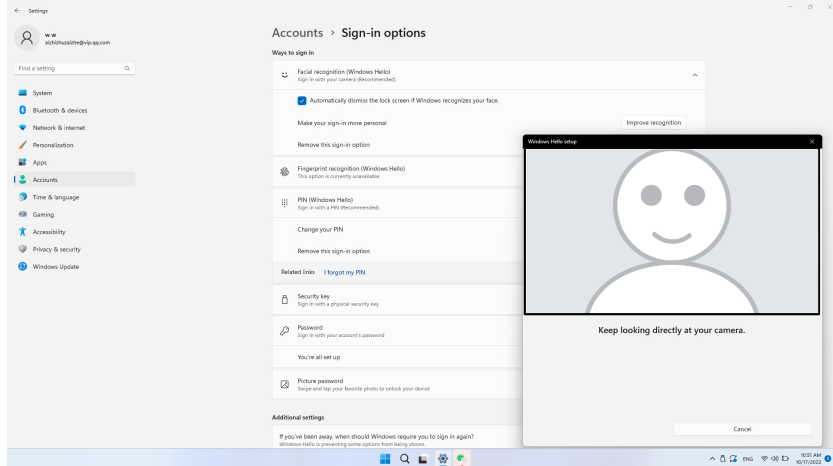 Settings
w w
aizhizhuzaizhe@vip.qq.com
Find a setting
System
Bluetooth & devices
Network & internet
Personalization
Apps
Accounts
Time & language
Gaming
Accessibility
Privacy & security
Windows Update
Accounts > Sign-in options
Ways to sign in
Facial recognition (Windows Hello)
Sign in with your camera (Recommended)
Automatically dismiss the lock screen if Windows recognizes your face.
Make your sign-in more personal
Improve recognition
Remove this sign-in option
Fingerprint recognition (Windows Hello)
This option is currently unavailable
PIN (Windows Hello)
Sign in with a PIN (Recommended)
Change your PIN
Remove this sign-in option
Related links I forgot my PIN
Security key
Sign in with a physical security key
Password
Sign in with your account's password
You're all set up
Picture password
Swipe and tap your favorite photo to unlock your device
Additional settings
If you've been away, when should Windows require you to sign in again?
Windows Hello is preventing some options from being shown.
Windows Hello setup
Keep looking directly at your camera.
Cancel
ENG
10:51 AM
10/17/2022